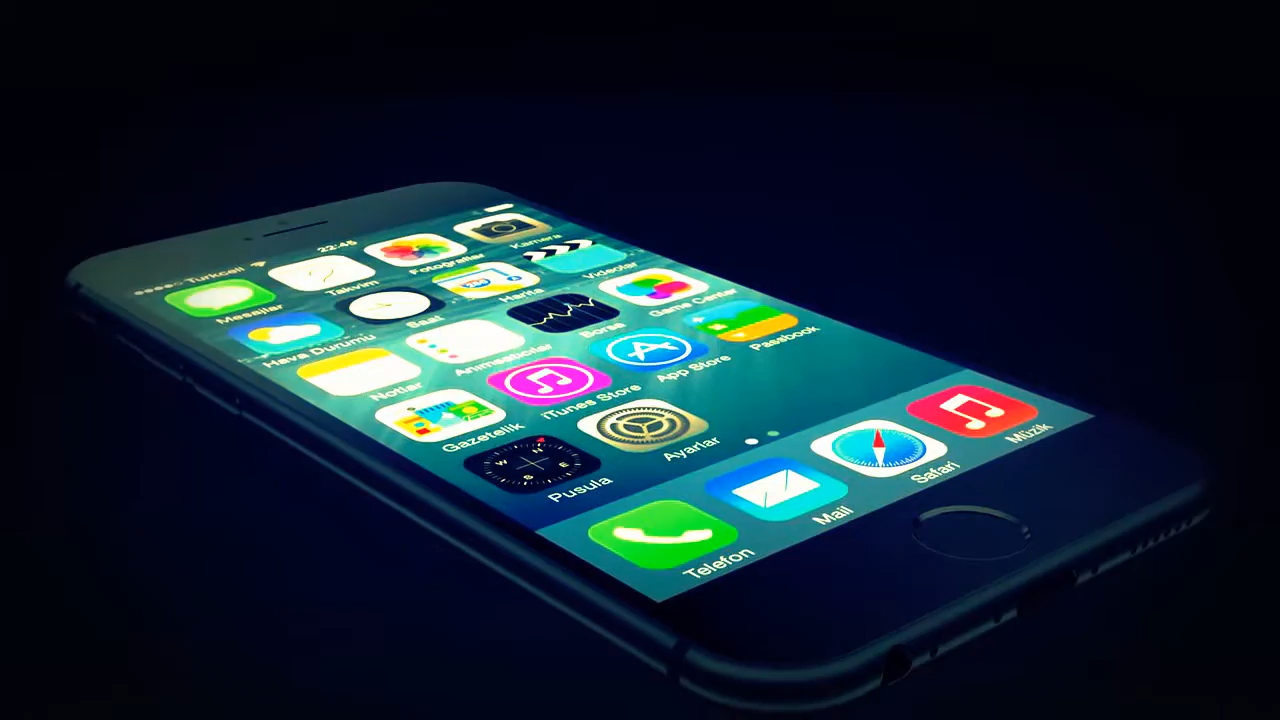 Turkcell 22:45
Mesajlar Takvim Fotoğraflar Kamera
Hava Durumu Saat Harita Videolar
Notlar Anımsatıcılar Borsa Game Center
Gazetelik iTunes Store App Store Passbook
N
W E
S
Pusula Ayarlar
Telefon Mail Safari Müzik